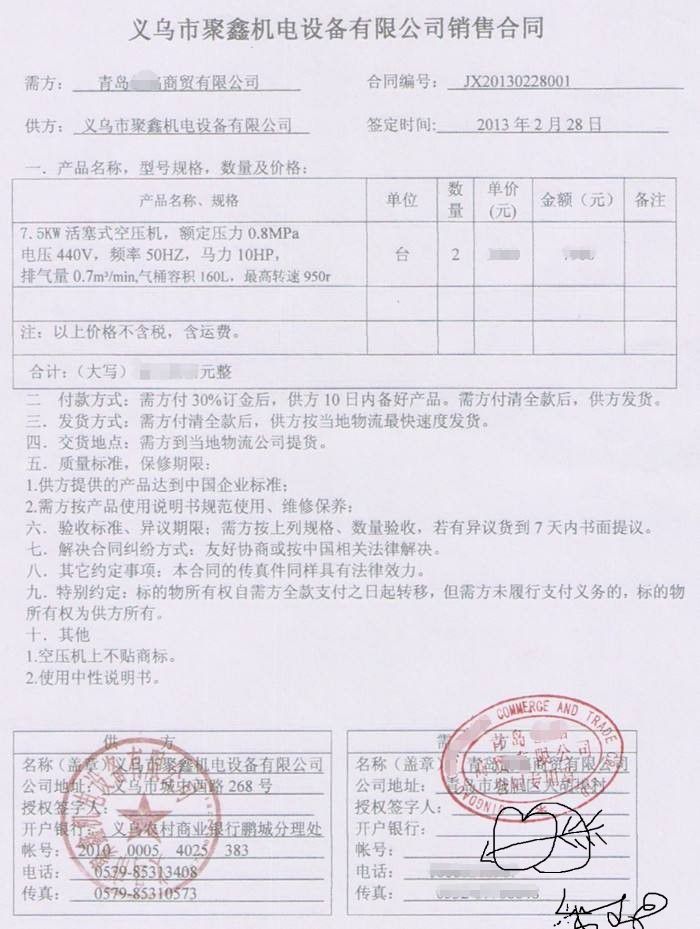 义乌市聚鑫机电设备有限公司销售合同
需方： 青岛 商贸有限公司 合同编号： JX20130228001
供方： 义乌市聚鑫机电设备有限公司 签定时间： 2013年2月28日
一．产品名称，型号规格，数量及价格：
产品名称、规格 单位 数量 单价(元) 金额（元） 备注
7.5KW 活塞式空压机，额定压力 0.8MPa
电压 440V，频率 50HZ，马力 10HP， 台 2
排气量 0.7m³/min,气桶容积 160L，最高转速 950r
注：以上价格不含税，含运费。
合计：（大写） 元整
二 付款方式：需方付 30%订金后，供方 10 日内备好产品。需方付清全款后，供方发货。
三．发货方式：需方付清全款后，供方按当地物流最快速度发货。
四．交货地点：需方到当地物流公司提货。
五．质量标准，保修期限：
1.供方提供的产品达到中国企业标准；
2.需方按产品使用说明书规范使用、维修保养；
六．验收标准、异议期限；需方按上列规格、数量验收，若有异议货到 7 天内书面提议。
七．解决合同纠纷方式：友好协商或按中国相关法律解决。
八．其它约定事项：本合同的传真件同样具有法律效力。
九．特别约定：标的物所有权自需方全款支付之日起转移，但需方未履行支付义务的，标的物
所有权为供方所有。
十．其他
1.空压机上不贴商标。
2.使用中性说明书。
供 方
名称（盖章）义乌市聚鑫机电设备有限公司
公司地址： 义乌市城中西路 268 号
授权签字人：
开户银行： 义乌农村商业银行鹏城分理处
帐号： 2010 0005 4025 383
电话： 0579-85313408
传真： 0579-85310573
需 方
名称（盖章） 青岛 商贸有限公司
公司地址： 青岛市城阳区大胡埠村
授权签字人：
开户银行：
帐号：
电话：
传真：
COMMERCE AND TRADE CO.
青岛
有限公司
合同专用章